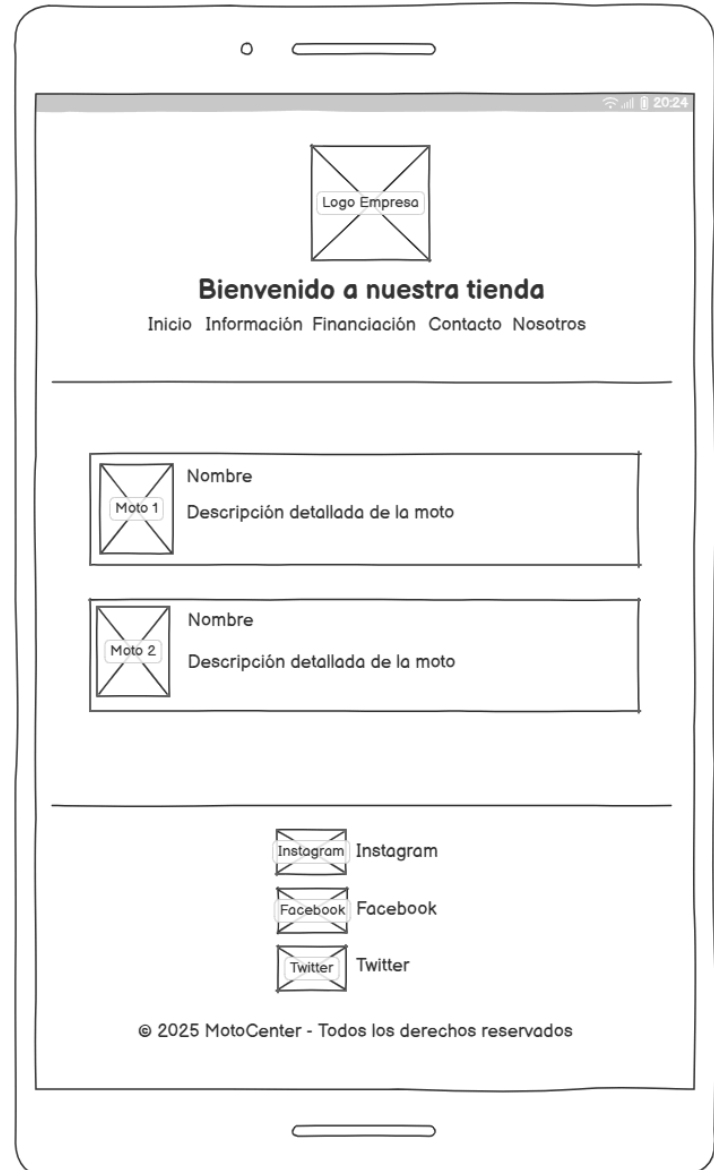 20:24
Logo Empresa
Bienvenido a nuestra tienda
Inicio Información Financiación Contacto Nosotros
Moto 1
Nombre
Descripción detallada de la moto
Moto 2
Nombre
Descripción detallada de la moto
Instagram Instagram
Facebook Facebook
Twitter Twitter
© 2025 MotoCenter - Todos los derechos reservados